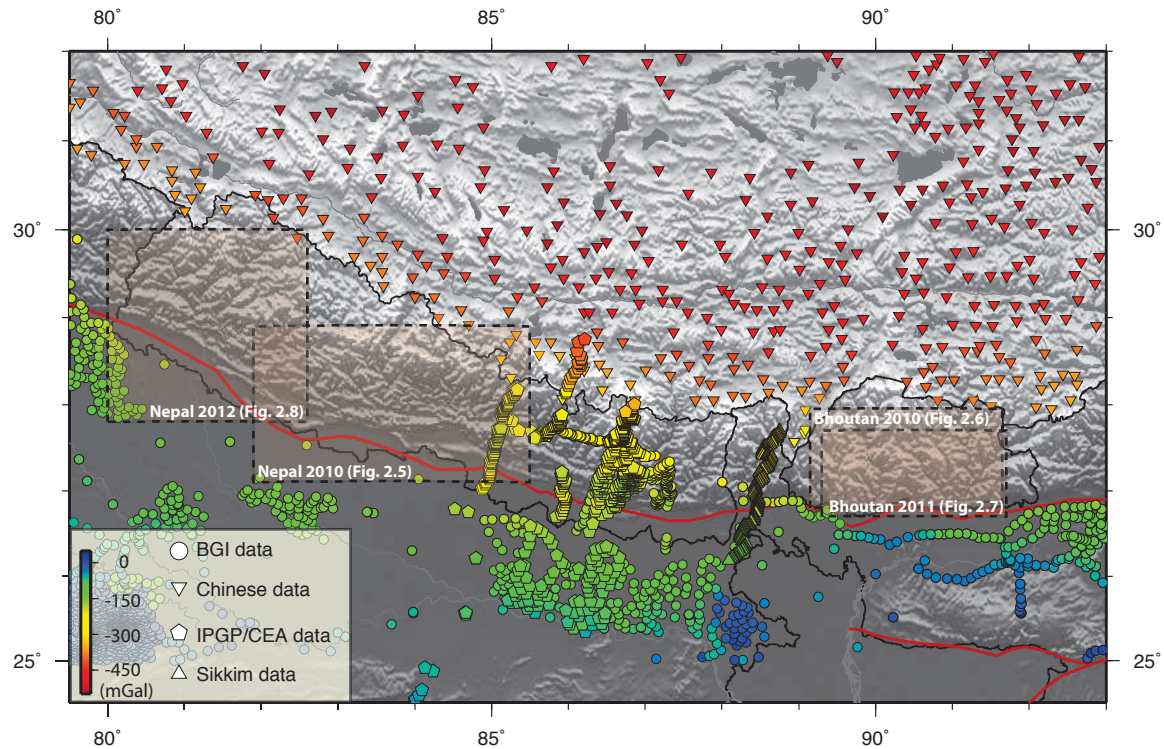 80˚ 85˚ 90˚
30˚ 30˚
Nepal 2012 (Fig. 2.8)
Bhoutan 2010 (Fig. 2.6)
Nepal 2010 (Fig. 2.5)
Bhoutan 2011 (Fig. 2.7)
0
-150
-300
-450
(mGal)
BGI data
Chinese data
IPGP/CEA data
Sikkim data
25˚ 25˚
80˚ 85˚ 90˚